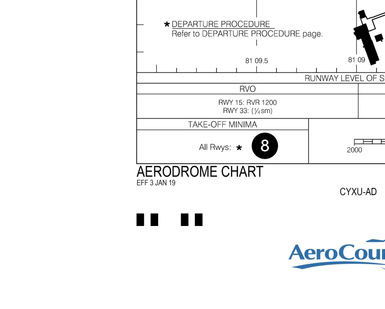 * DEPARTURE PROCEDURE
Refer to DEPARTURE PROCEDURE page.
81 09.5
81 09
RUNWAY LEVEL OF S
RVO
RWY 15: RVR 1200
RWY 33: (¼ sm)
TAKE-OFF MINIMA
All Rwys: * 8
2000
AERODROME CHART
EFF 3 JAN 19
CYXU-AD
AeroCour